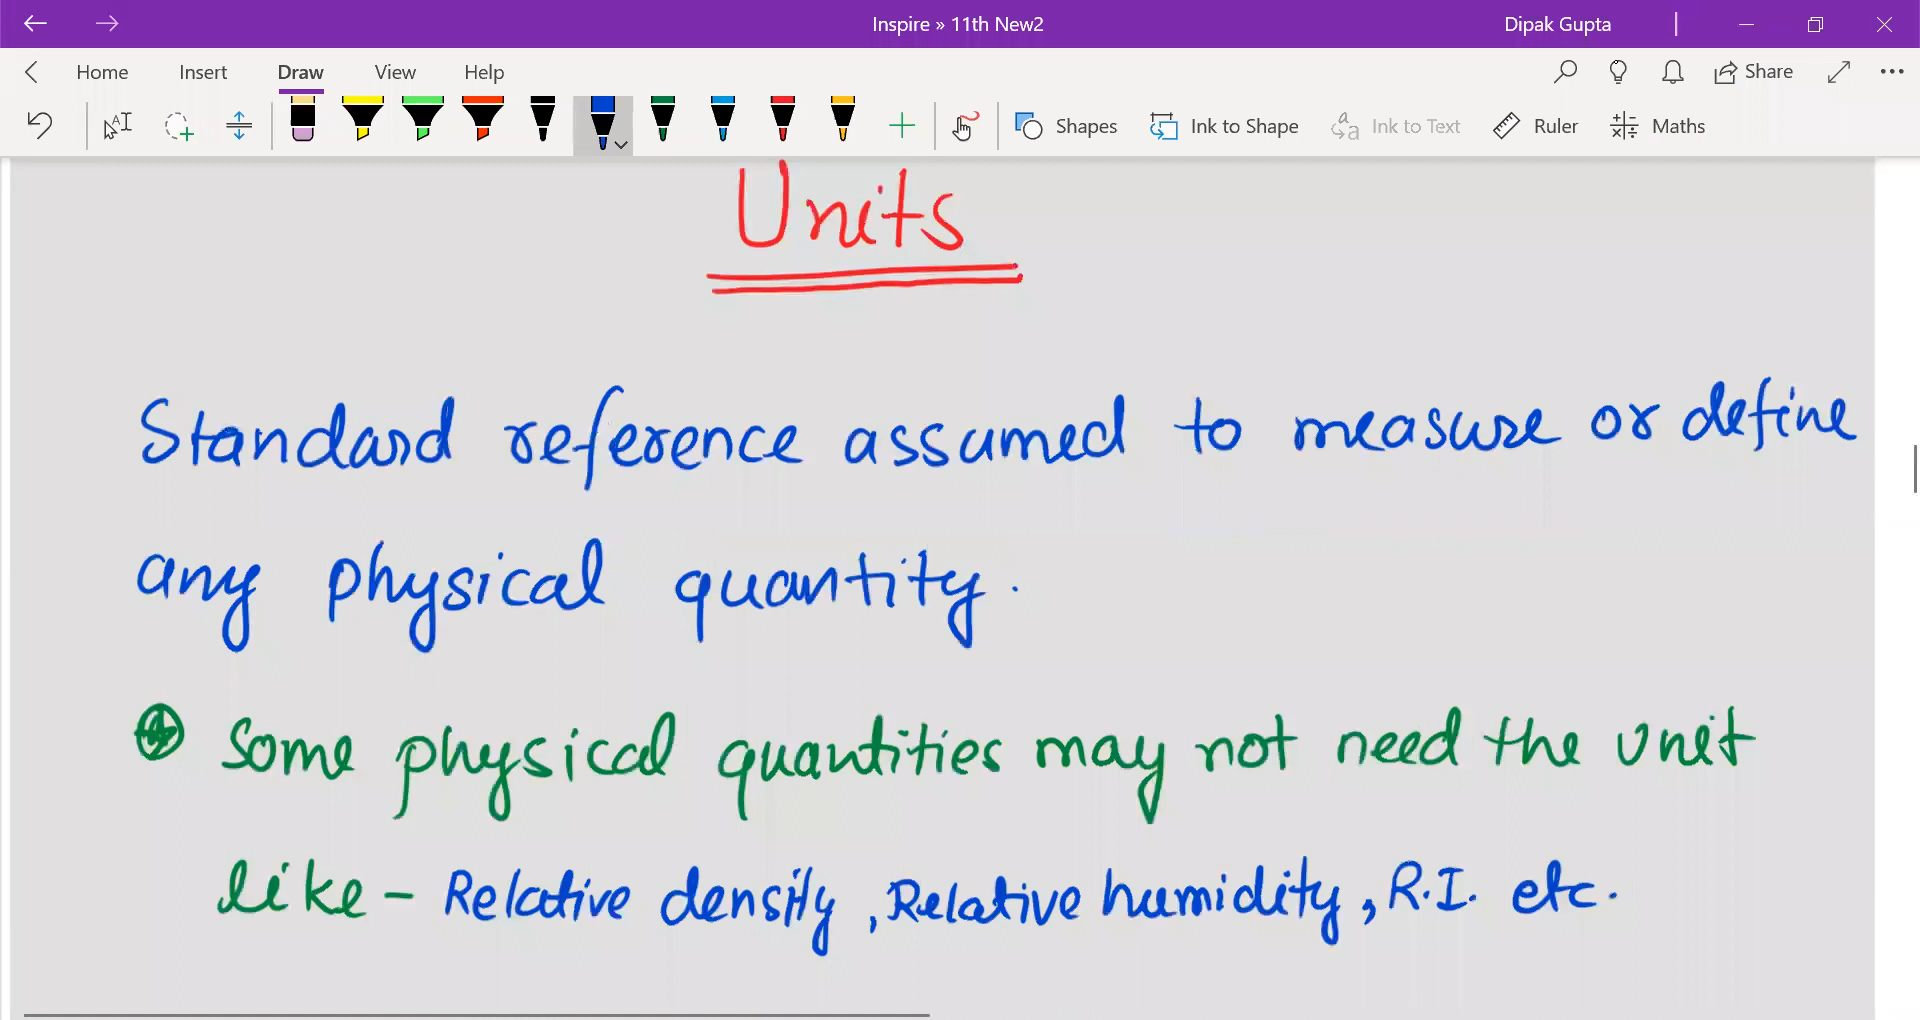 Inspire » 11th New2
Dipak Gupta
Home Insert Draw View Help
Share
Shapes Ink to Shape Ink to Text Ruler Maths
Units
Standard reference assumed to measure or define
any physical quantity.
Some physical quantities may not need the unit
like - Relative density, Relative humidity, R.I. etc.